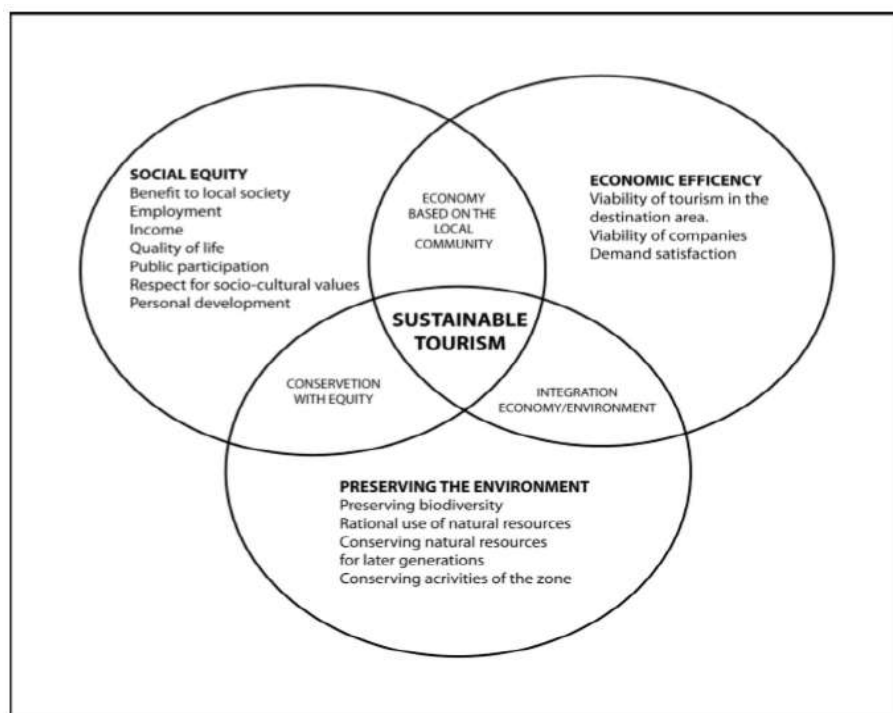 SOCIAL EQUITY
Benefit to local society
Employment
Income
Quality of life
Public participation
Respect for socio-cultural values
Personal development
ECONOMY
BASED ON THE
LOCAL
COMMUNITY
ECONOMIC EFFICENCY
Viability of tourism in the
destination area.
Viability of companies
Demand satisfaction
SUSTAINABLE
TOURISM
CONSERVETION
WITH EQUITY
INTEGRATION
ECONOMY/ENVIRONMENT
PRESERVING THE ENVIRONMENT
Preserving biodiversity
Rational use of natural resources
Conserving natural resources
for later generations
Conserving acrivities of the zone